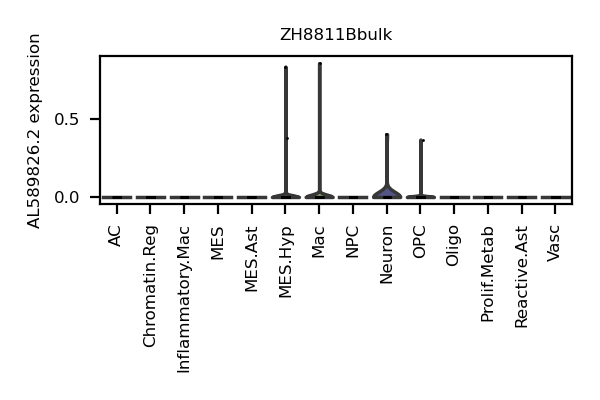 ZH8811Bbulk
AL589826.2 expression
0.5
0.0
AC
Chromatin.Reg
Inflammatory.Mac
MES
MES.Ast
MES.Hyp
Mac
NPC
Neuron
OPC
Oligo
Prolif.Metab
Reactive.Ast
Vasc